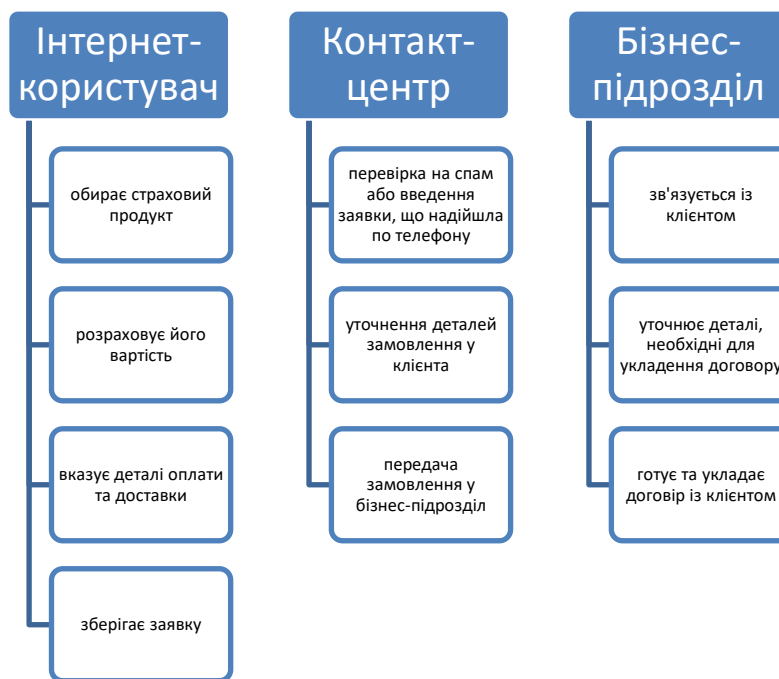 Інтернет-
користувач
обирає страховий
продукт
розраховує його
вартість
вказує деталі оплати
та доставки
зберігає заявку
Контакт-
центр
перевірка на спам
або введення
заявки, що надійшла
по телефону
уточнення деталей
замовлення у
клієнта
передача
замовлення у
бізнес-підрозділ
Бізнес-
підрозділ
зв'язується із
клієнтом
уточнює деталі,
необхідні для
укладення договору
готує та укладає
договір із клієнтом